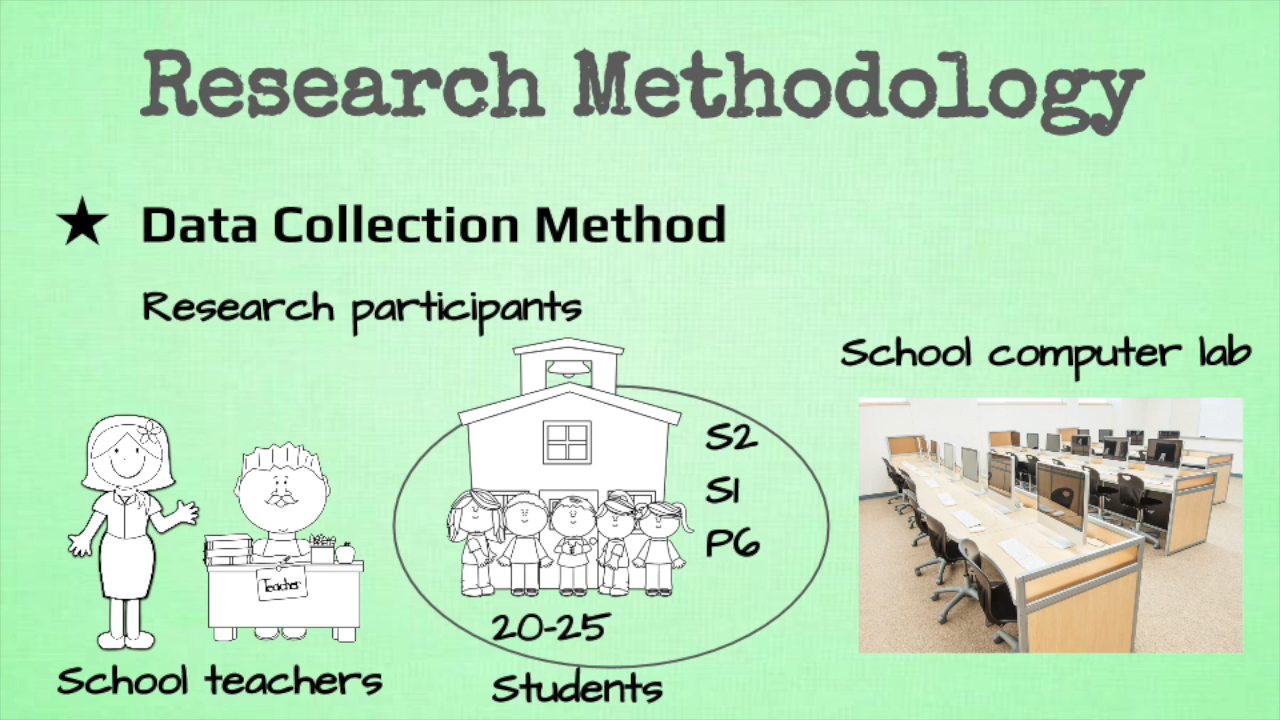 Research Methodology
★ Data Collection Method
Research participants
School computer lab
S2
S1
P6
Teacher
20-25
School teachers
Students